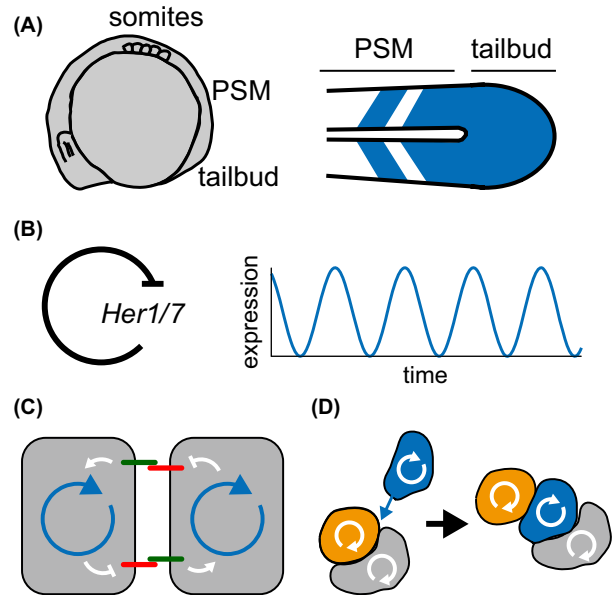 (A)
somites
PSM
tailbud
PSM
tailbud
(B)
Her1/7
expression
time
(C)
(D)